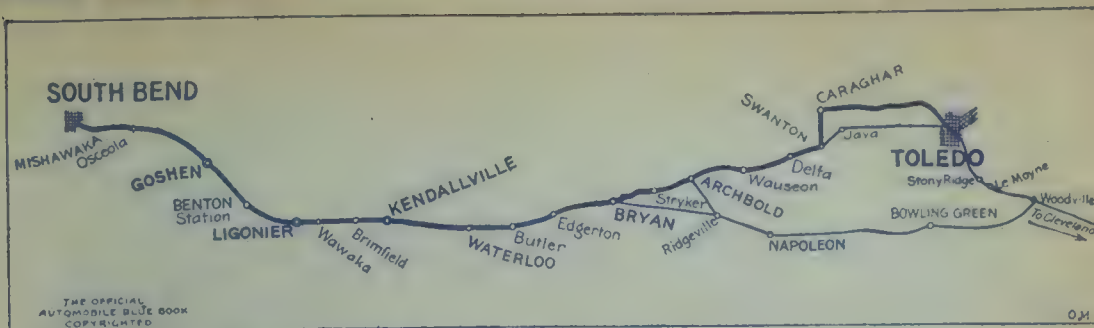 SOUTH BEND
MISHAWAKA
Osceola
GOSHEN
BENTON
Station
LIGONIER
Wawaka
Brimfield
KENDALLVILLE
WATERLOO
Butler
Edgerton
BRYAN
Stryker
ARCHBOLD
Ridgeville
NAPOLEON
Wauseon
Delta
SWANTON
CARAGHAR
Java
TOLEDO
Stony Ridge
Le Moyne
Woodville
BOWLING GREEN
To Cleveland
THE OFFICIAL
AUTOMOBILE BLUE BOOK
COPYRIGHTED